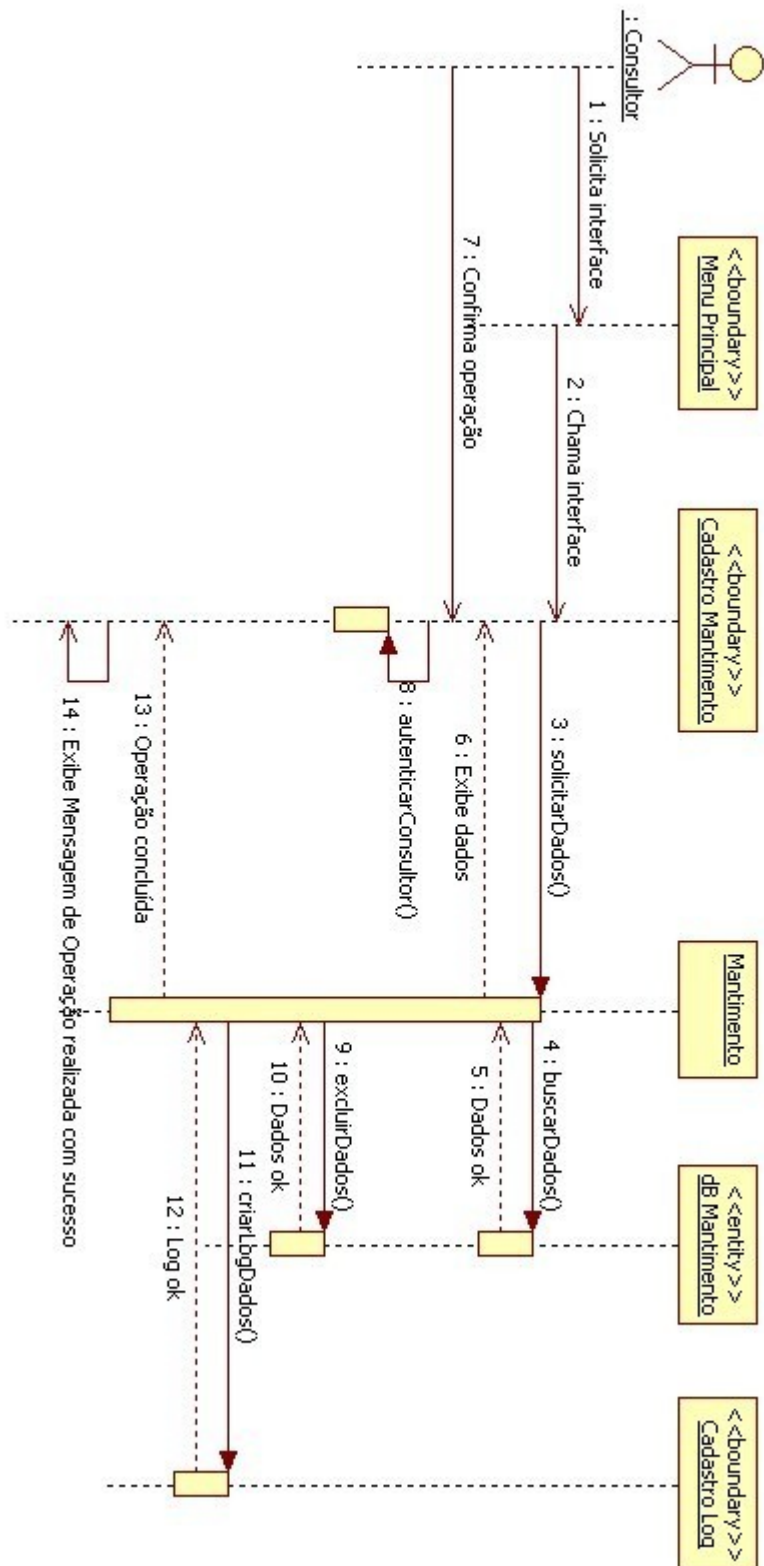 : Consultor
<<boundary>>
Menu Principal
<<boundary>>
Cadastro Mantimento
Mantimento
<<entity>>
dB Mantimento
<<boundary>>
Cadastro Log
1 : Solicita interface
2 : Chama interface
3 : solicitarDados()
4 : buscarDados()
5 : Dados ok
6 : Exibe dados
7 : Confirma operação
8 : autenticarConsultor()
9 : excluirDados()
10 : Dados ok
11 : criarLogDados()
12 : Log ok
13 : Operação concluída
14 : Exibe Mensagem de Operação realizada com sucesso